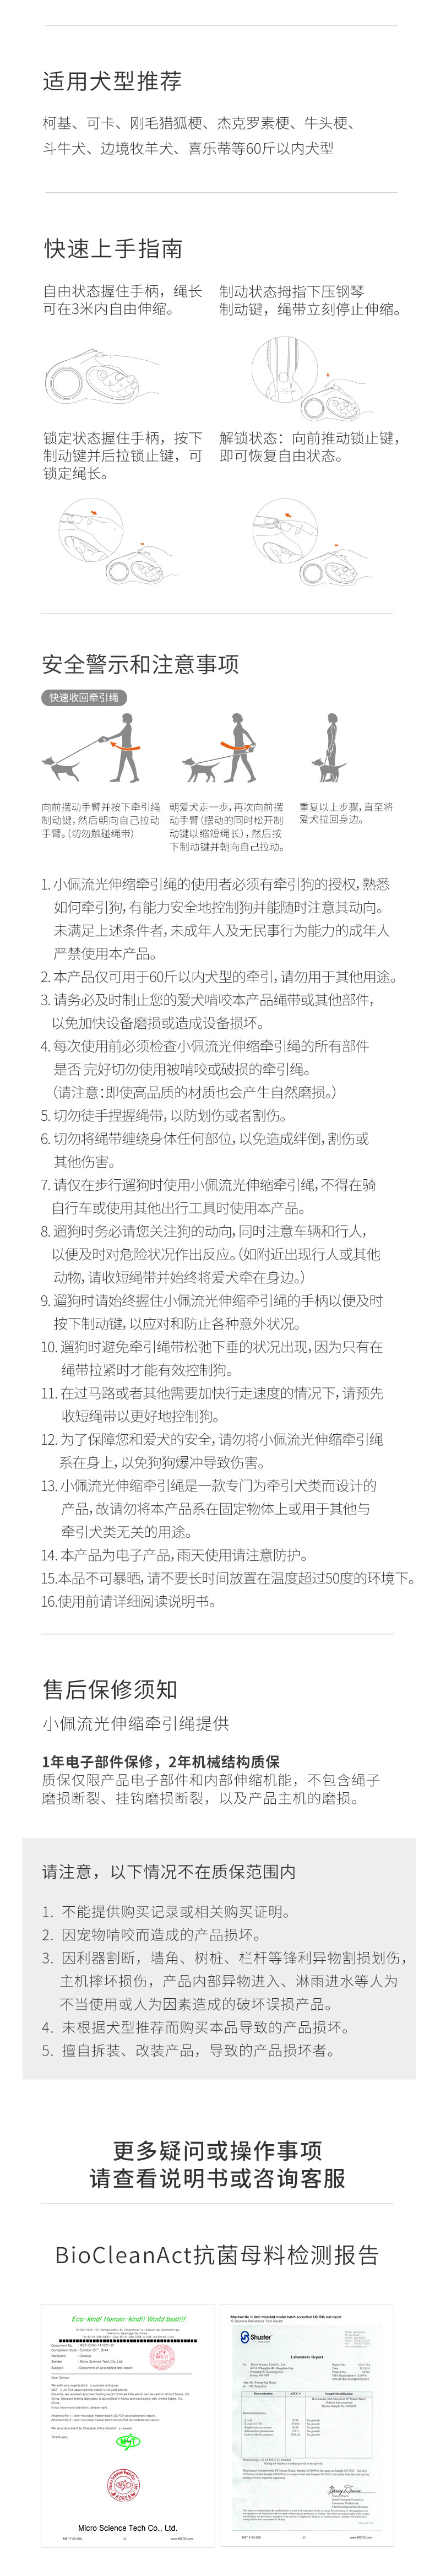 适用犬型推荐
柯基、可卡、刚毛猎狐梗、杰克罗素梗、牛头梗、
斗牛犬、边境牧羊犬、喜乐蒂等60斤以内犬型
快速上手指南
自由状态握住手柄，绳长
可在3米内自由伸缩。
制动状态拇指下压钢琴
制动键，绳带立刻停止伸缩。
锁定状态握住手柄，按下
制动键并后拉锁止键，可
锁定绳长。
解锁状态：向前推动锁止键，
即可恢复自由状态。
安全警示和注意事项
快速收回牵引绳
向前摆动手臂并按下牵引绳
制动键，然后朝向自己拉动
手臂。（切勿触碰绳带）
朝爱犬走一步，再次向前摆
动手臂（摆动的同时松开制
动键以缩短绳长），然后按
下制动键并朝向自己拉动。
重复以上步骤，直至将
爱犬拉回身边。
1. 小佩流光伸缩牵引绳的使用者必须有牵引狗的授权，熟悉
如何牵引狗，有能力安全地控制狗并能随时注意其动向。
未满足上述条件者，未成年人及无民事行为能力的成年人
严禁使用本产品。
2. 本产品仅可用于60斤以内犬型的牵引，请勿用于其他用途。
3. 请务必及时制止您的爱犬啃咬本产品绳带或其他部件，
以免加快设备磨损或造成设备损坏。
4. 每次使用前必须检查小佩流光伸缩牵引绳的所有部件
是否 完好切勿使用被啃咬或破损的牵引绳。
（请注意：即使高品质的材质也会产生自然磨损。）
5. 切勿徒手捏握绳带，以防划伤或者割伤。
6. 切勿将绳带缠绕身体任何部位，以免造成绊倒，割伤或
其他伤害。
7. 请仅在步行遛狗时使用小佩流光伸缩牵引绳，不得在骑
自行车或使用其他出行工具时使用本产品。
8. 遛狗时务必请您关注狗的动向，同时注意车辆和行人，
以便及时对危险状况作出反应。（如附近出现行人或其他
动物，请收短绳带并始终将爱犬牵在身边。）
9. 遛狗时请始终握住小佩流光伸缩牵引绳的手柄以便及时
按下制动键，以应对和防止各种意外状况。
10. 遛狗时避免牵引绳带松弛下垂的状况出现，因为只有在
绳带拉紧时才能有效控制狗。
11. 在过马路或者其他需要加快行走速度的情况下，请预先
收短绳带以更好地控制狗。
12. 为了保障您和爱犬的安全，请勿将小佩流光伸缩牵引绳
系在身上，以免狗狗爆冲导致伤害。
13. 小佩流光伸缩牵引绳是一款专门为牵引犬类而设计的
产品，故请勿将本产品系在固定物体上或用于其他与
牵引犬类无关的用途。
14. 本产品为电子产品，雨天使用请注意防护。
15.本品不可暴晒，请不要长时间放置在温度超过50度的环境下。
16.使用前请详细阅读说明书。
售后保修须知
小佩流光伸缩牵引绳提供
1年电子部件保修，2年机械结构质保
质保仅限产品电子部件和内部伸缩机能，不包含绳子
磨损断裂、挂钩磨损断裂，以及产品主机的磨损。
请注意，以下情况不在质保范围内
1. 不能提供购买记录或相关购买证明。
2. 因宠物啃咬而造成的产品损坏。
3. 因利器割断，墙角、树桩、栏杆等锋利异物割损划伤，
主机摔坏损伤，产品内部异物进入、淋雨进水等人为
不当使用或人为因素造成的破坏误损产品。
4. 未根据犬型推荐而购买本品导致的产品损坏。
5. 擅自拆装、改装产品，导致的产品损坏者。
更多疑问或操作事项
请查看说明书或咨询客服
BioCleanAct抗菌母料检测报告
Eco-kind! Human-kind!! World best!!!
Micro Science Tech Co., Ltd.
Shuster
Laboratory Report